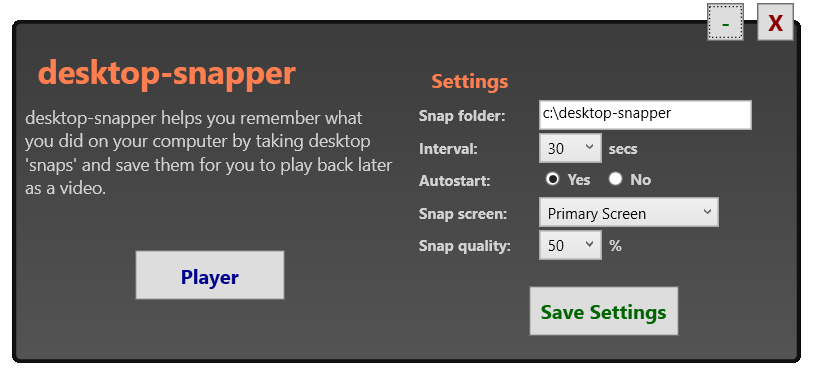 - X
desktop-snapper
desktop-snapper helps you remember what
you did on your computer by taking desktop
'snaps' and save them for you to play back later
as a video.
Player
Settings
Snap folder: c:\desktop-snapper
Interval: 30 secs
Autostart: Yes No
Snap screen: Primary Screen
Snap quality: 50 %
Save Settings